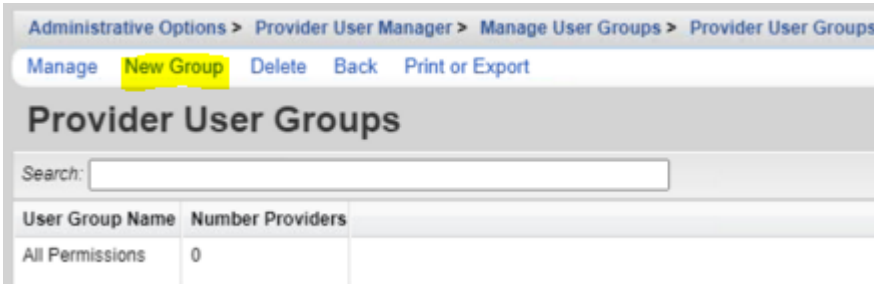 Administrative Options > Provider User Manager > Manage User Groups > Provider User Groups
Manage New Group Delete Back Print or Export
Provider User Groups
Search:
User Group Name Number Providers
All Permissions 0